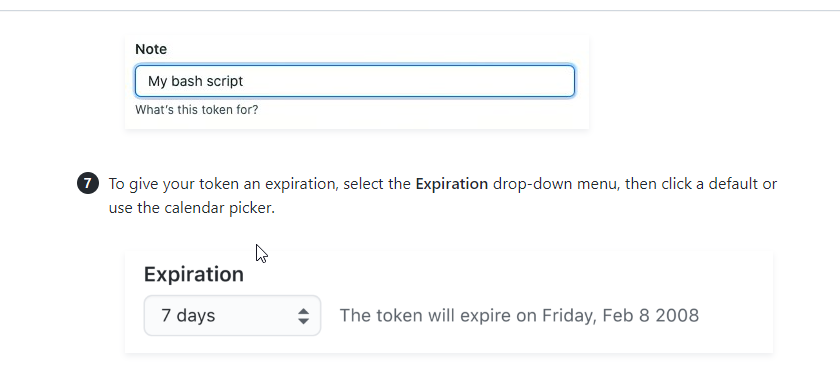 Note
My bash script
What's this token for?
7 To give your token an expiration, select the Expiration drop-down menu, then click a default or
use the calendar picker.
Expiration
7 days The token will expire on Friday, Feb 8 2008